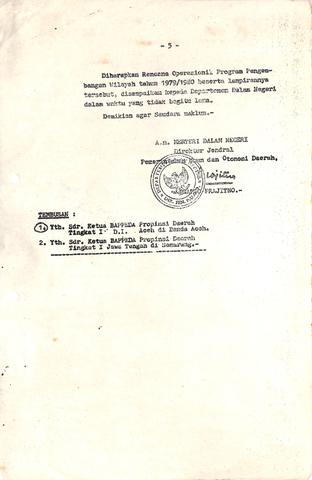 - 5 -
Diharapkan Rencana Operasionil Program Pengem-
bangan Wilayah tahun 1979/1980 beserta lampirannya
tersebut, disampaikan kepada Departemen Dalam Negeri
dalam waktu yang tidak begitu lama.
Demikian agar Saudara maklum.-
A.n. MENTERI DALAM NEGERI
Direktur Jendral
Umum dan Otonomi Daerah,
PRAJITNO.-
TEMBUSAN :
1. Yth. Sdr. Ketua BAPPEDA Propinsi Daerah
Tingkat I D.I. Aceh di Banda Aceh.
2. Yth. Sdr. Ketua BAPPEDA Propinsi Daerah
Tingkat I Jawa Tengah di Semarang.-